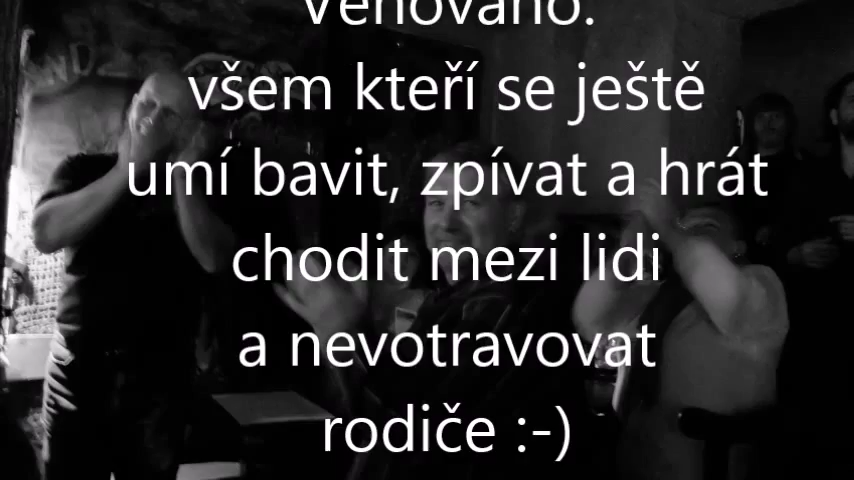 Věnováno:
všem kteří se ještě
umí bavit, zpívat a hrát
chodit mezi lidi
a nevotravovat
rodiče :-)